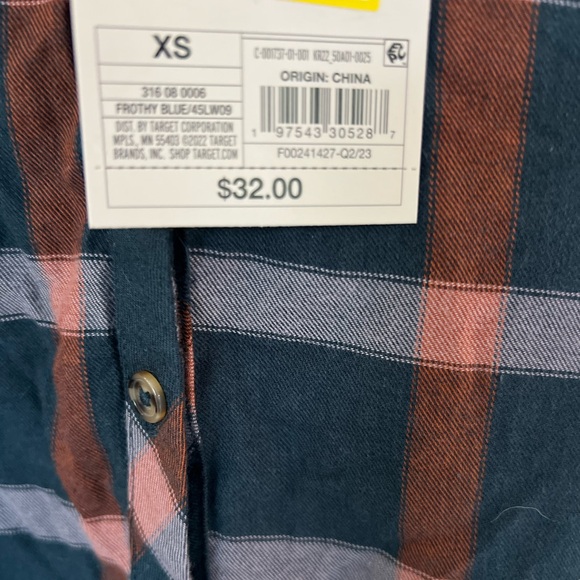 XS
C-001737-01-001 KR22_50AD1-0025
ORIGIN: CHINA
316 08 0006
FROTHY BLUE/45LW09
DIST. BY TARGET CORPORATION
MPLS., MN 55403 ©2022 TARGET
BRANDS, INC. SHOP TARGET.COM
1 97543 30528 7
F00241427-Q2/23
$32.00